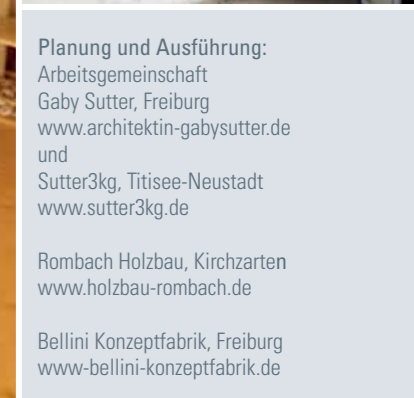 Planung und Ausführung:
Arbeitsgemeinschaft
Gaby Sutter, Freiburg
www.architektin-gabysutter.de
und
Sutter3kg, Titisee-Neustadt
www.sutter3kg.de
Rombach Holzbau, Kirchzarten
www.holzbau-rombach.de
Bellini Konzeptfabrik, Freiburg
www-bellini-konzeptfabrik.de